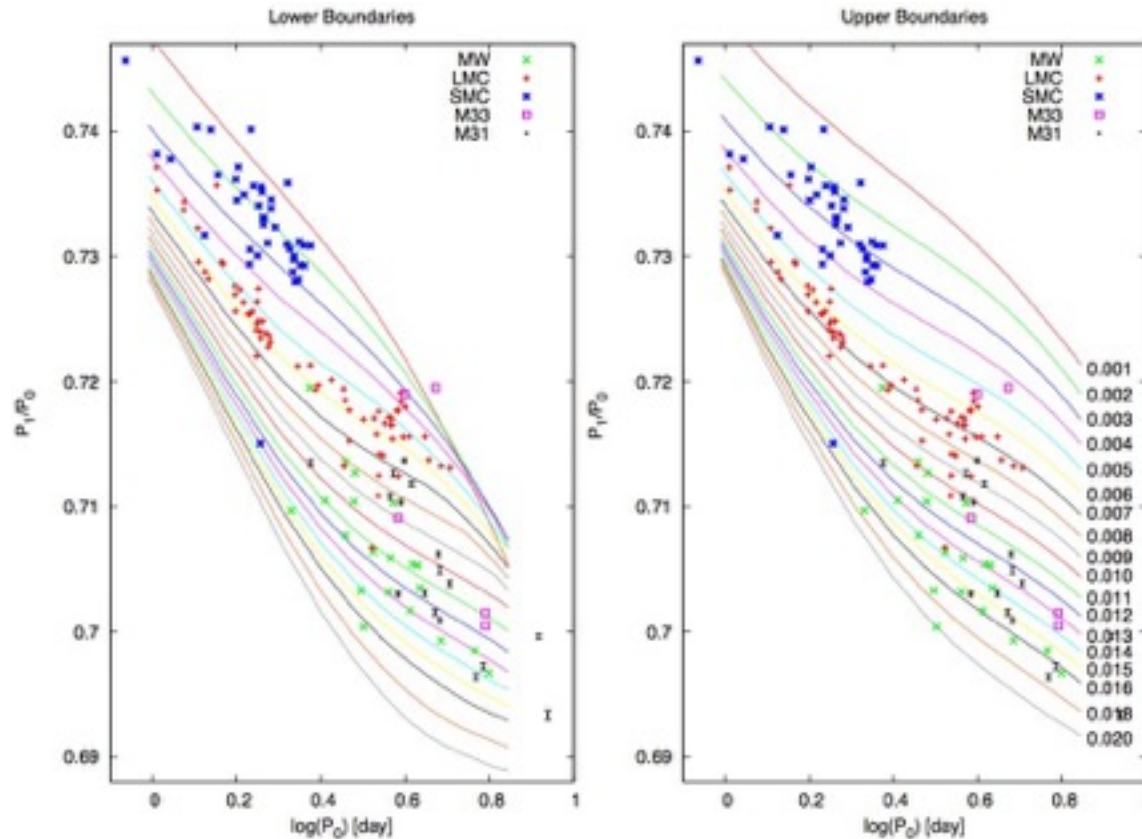 Lower Boundaries
MW
LMC
SMC
M33
M31
0.74
0.73
0.72
0.71
0.7
0.69
P1/P0
0 0.2 0.4 0.6 0.8 1
log(P0) [day]
Upper Boundaries
MW
LMC
SMC
M33
M31
0.74
0.73
0.72
0.71
0.7
0.69
P1/P0
0.001
0.002
0.003
0.004
0.005
0.006
0.007
0.008
0.009
0.010
0.011
0.012
0.013
0.014
0.015
0.016
0.018
0.020
0 0.2 0.4 0.6 0.8 1
log(P0) [day]